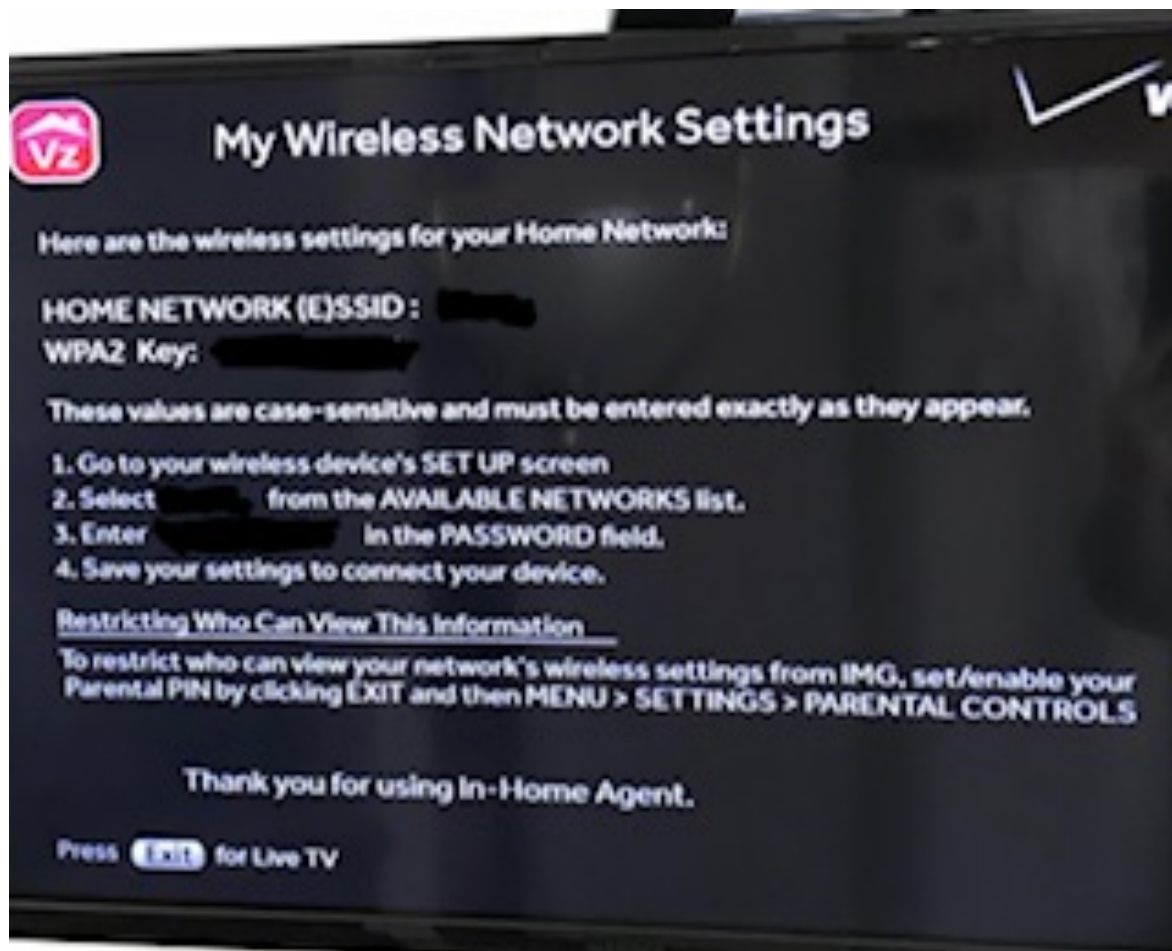 Vz
My Wireless Network Settings
Here are the wireless settings for your Home Network:
HOME NETWORK (E)SSID :
WPA2 Key:
These values are case-sensitive and must be entered exactly as they appear.
1. Go to your wireless device's SET UP screen
2. Select from the AVAILABLE NETWORKS list.
3. Enter in the PASSWORD field.
4. Save your settings to connect your device.
Restricting Who Can View This Information
To restrict who can view your network's wireless settings from IMG, set/enable your
Parental PIN by clicking EXIT and then MENU > SETTINGS > PARENTAL CONTROLS
Thank you for using In-Home Agent.
Press Exit for Live TV